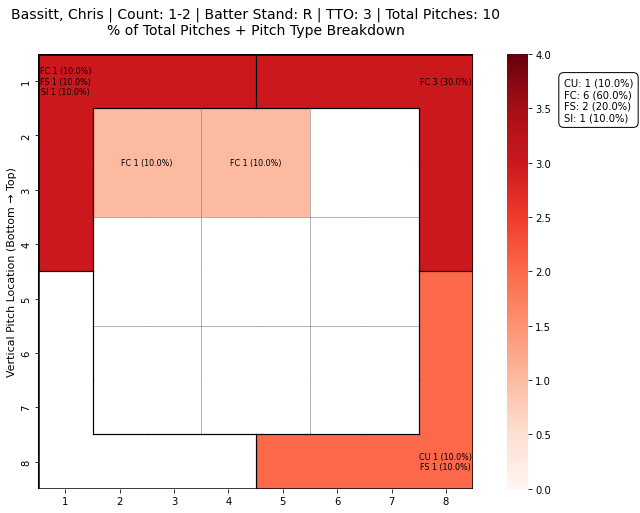 Bassitt, Chris | Count: 1-2 | Batter Stand: R | TTO: 3 | Total Pitches: 10
% of Total Pitches + Pitch Type Breakdown
FC 1 (10.0%)
FS 1 (10.0%)
SI 1 (10.0%)
FC 3 (30.0%)
FC 1 (10.0%)
FC 1 (10.0%)
CU 1 (10.0%)
FS 1 (10.0%)
Vertical Pitch Location (Bottom → Top)
1
2
3
4
5
6
7
8
1 2 3 4 5 6 7 8
4.0
3.5
3.0
2.5
2.0
1.5
1.0
0.5
0.0
CU: 1 (10.0%)
FC: 6 (60.0%)
FS: 2 (20.0%)
SI: 1 (10.0%)